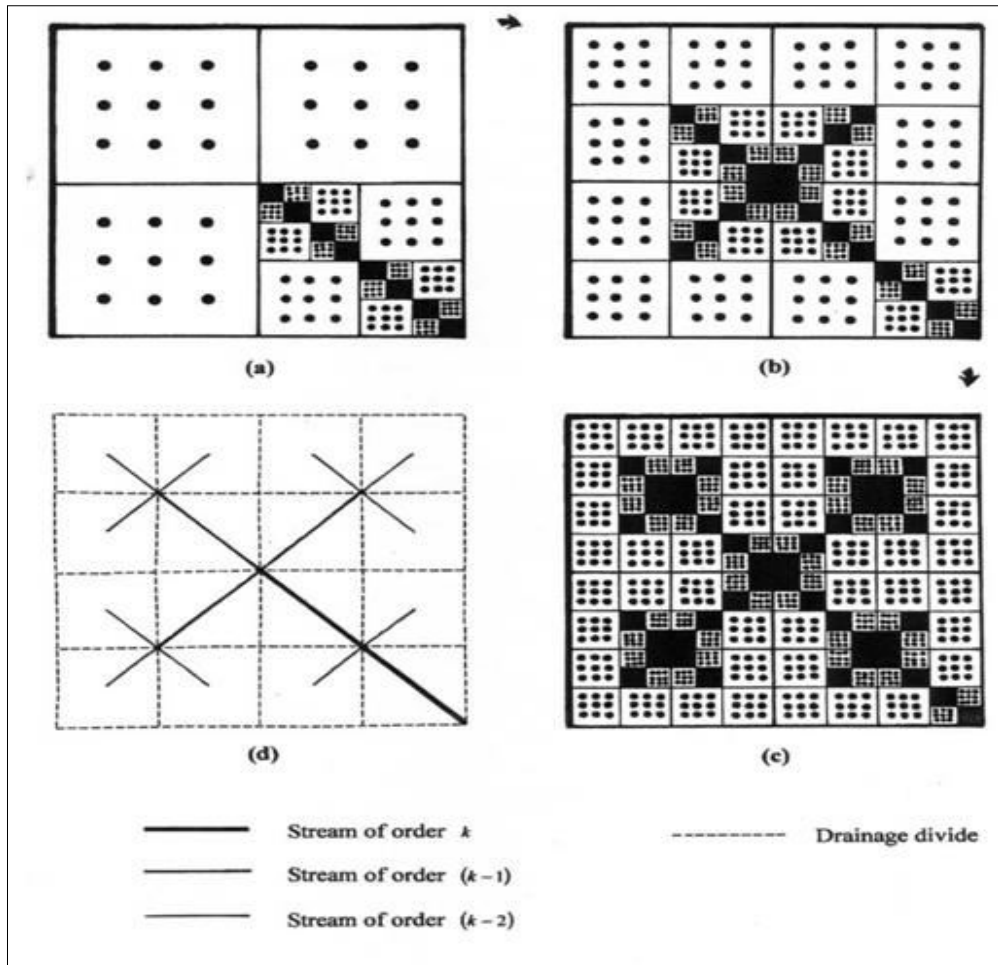 (a)
(b)
(d)
(c)
Stream of order k
Drainage divide
Stream of order (k-1)
Stream of order (k-2)